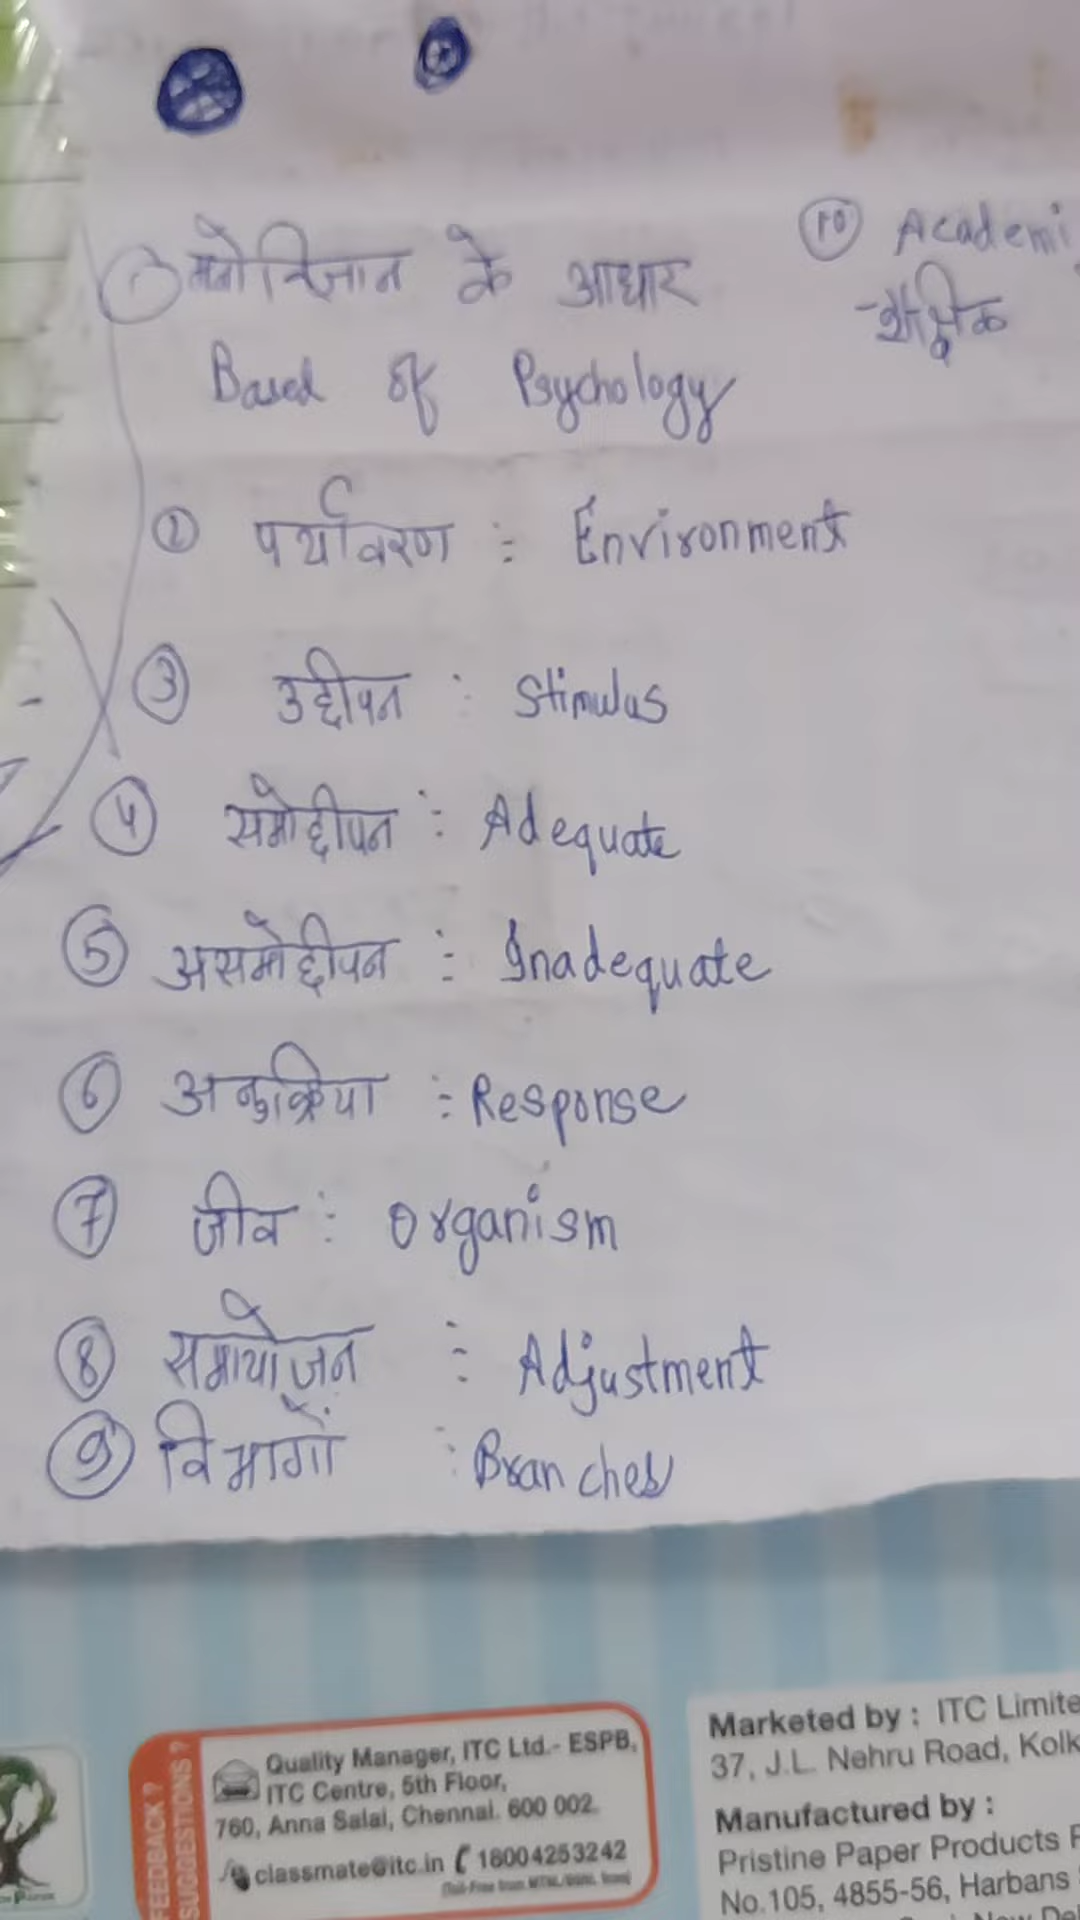 ① मनोविज्ञान के आधार
Based of Psychology
② पर्यावरण : Environment
③ उद्दीपन : Stimulus
④ समोद्दीपन : Adequate
⑤ असमोद्दीपन : Inadequate
⑥ अनुक्रिया : Response
⑦ जीव : Organism
⑧ समायोजन : Adjustment
⑨ विभागों : Branches
⑩ Academi
शैक्षिक
FEEDBACK ?
SUGGESTIONS ?
Quality Manager, ITC Ltd.- ESPB,
ITC Centre, 5th Floor,
760, Anna Salai, Chennai. 600 002.
classmate@itc.in 18004253242
Marketed by : ITC Limite
37, J.L. Nehru Road, Kolk
Manufactured by :
Pristine Paper Products P
No.105, 4855-56, Harbans